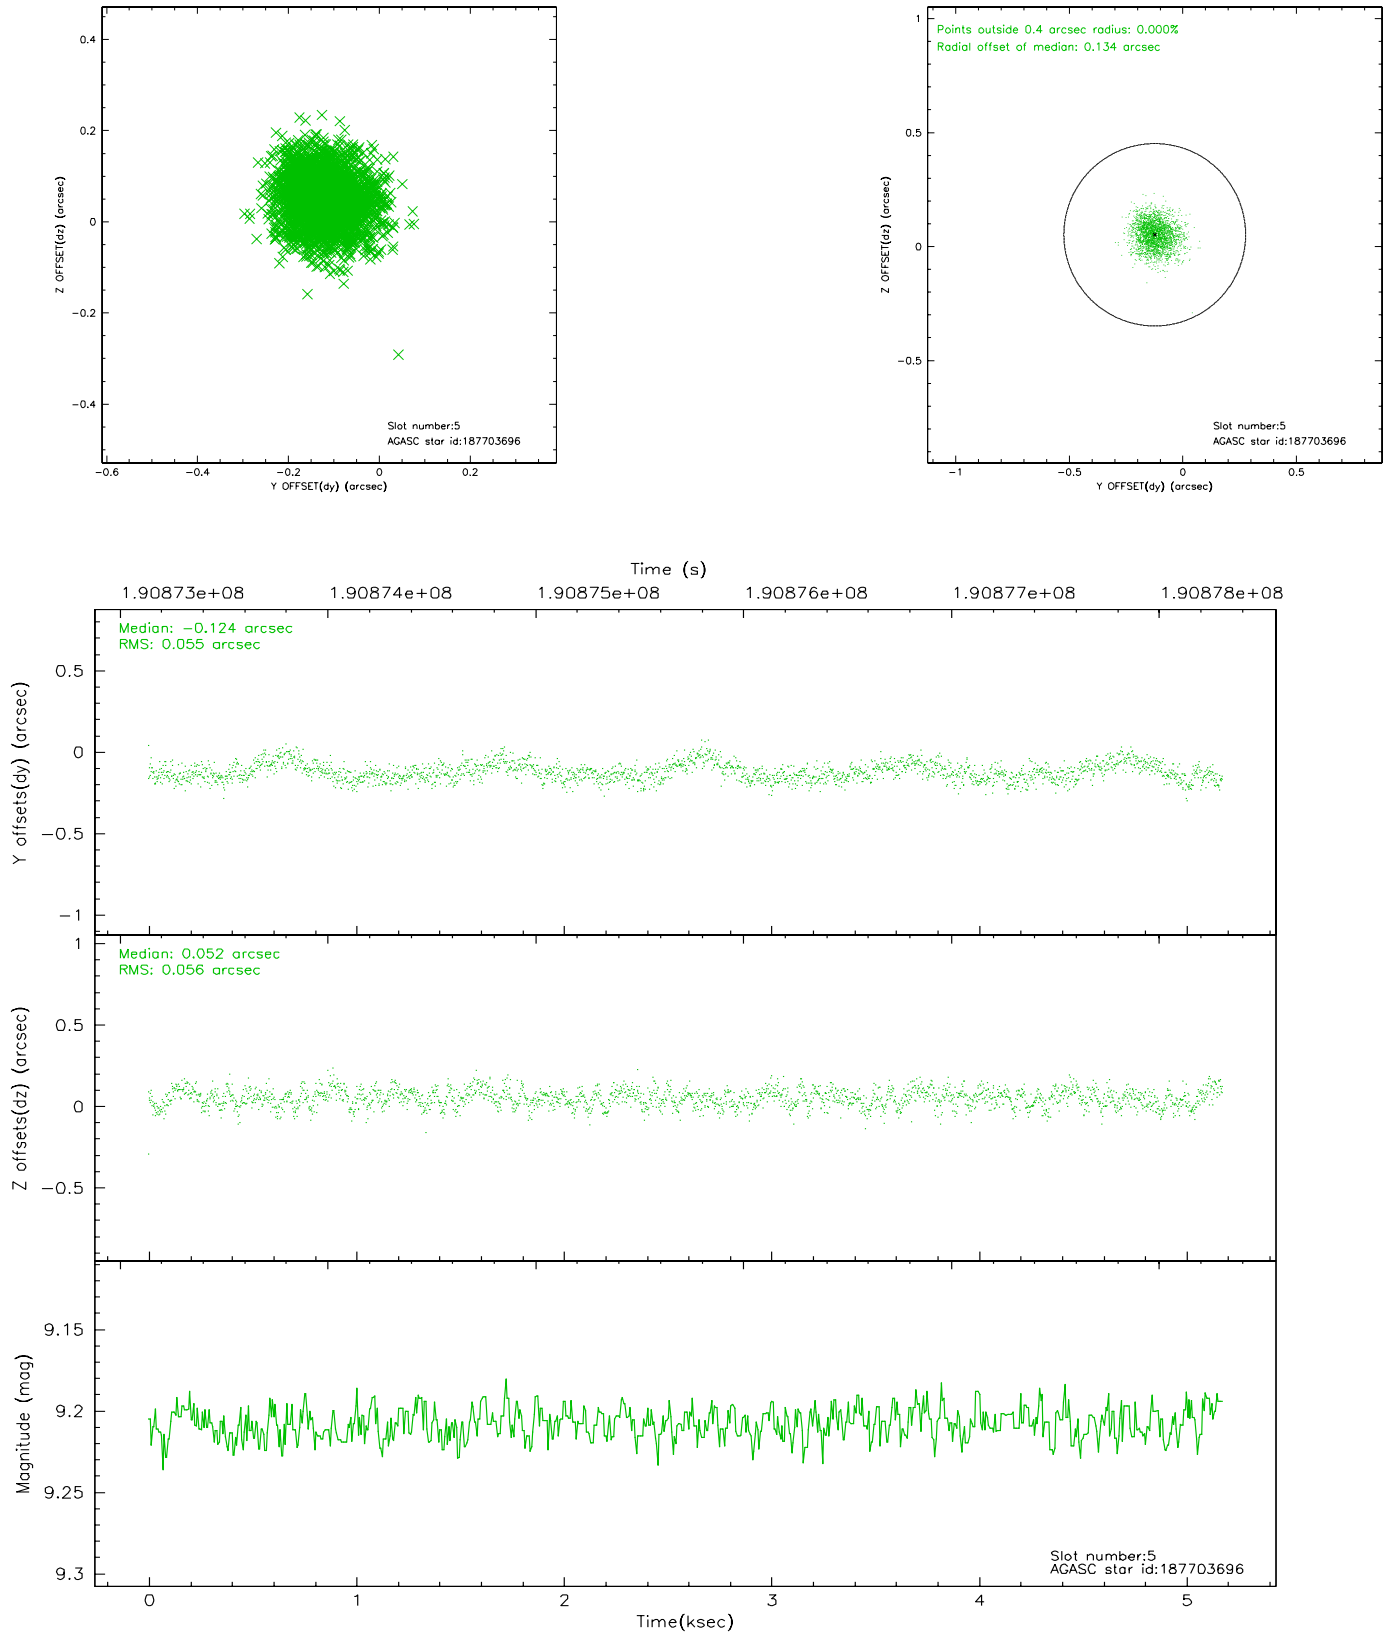 0.4
0.2
0
−0.2
−0.4
Z OFFSET(dz) (arcsec)
Slot number:5
AGASC star id:187703696
−0.6 −0.4 −0.2 0 0.2
Y OFFSET(dy) (arcsec)
Points outside 0.4 arcsec radius: 0.000%
Radial offset of median: 0.134 arcsec
1
0.5
0
−0.5
Z OFFSET(dz) (arcsec)
Slot number:5
AGASC star id:187703696
−1 −0.5 0 0.5
Y OFFSET(dy) (arcsec)
Time (s)
1.90873e+08 1.90874e+08 1.90875e+08 1.90876e+08 1.90877e+08 1.90878e+08
Median: −0.124 arcsec
RMS: 0.055 arcsec
0.5
0
−0.5
−1
Y offsets(dy) (arcsec)
Median: 0.052 arcsec
RMS: 0.056 arcsec
1
0.5
0
−0.5
Z offsets(dz) (arcsec)
9.15
9.2
9.25
9.3
Magnitude (mag)
Slot number:5
AGASC star id:187703696
0 1 2 3 4 5
Time(ksec)